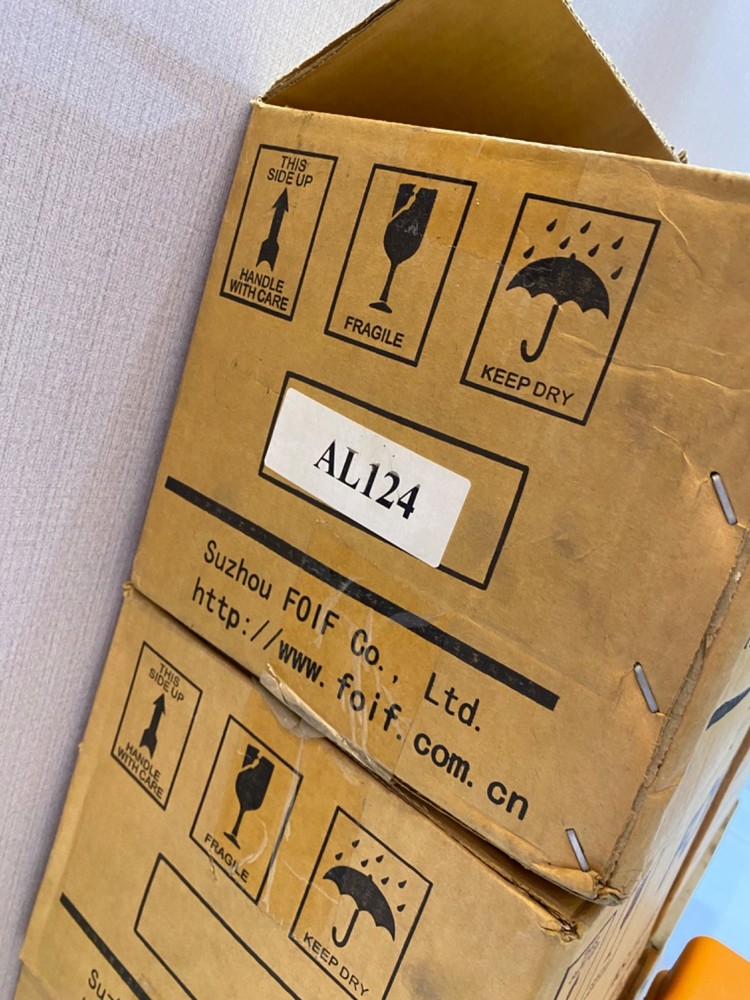 THIS
SIDE UP
HANDLE
WITH CARE
FRAGILE
KEEP DRY
AL124
Suzhou FOIF Co., Ltd.
http://www.foif.com.cn
THIS
SIDE UP
HANDLE
WITH CARE
FRAGILE
KEEP DRY